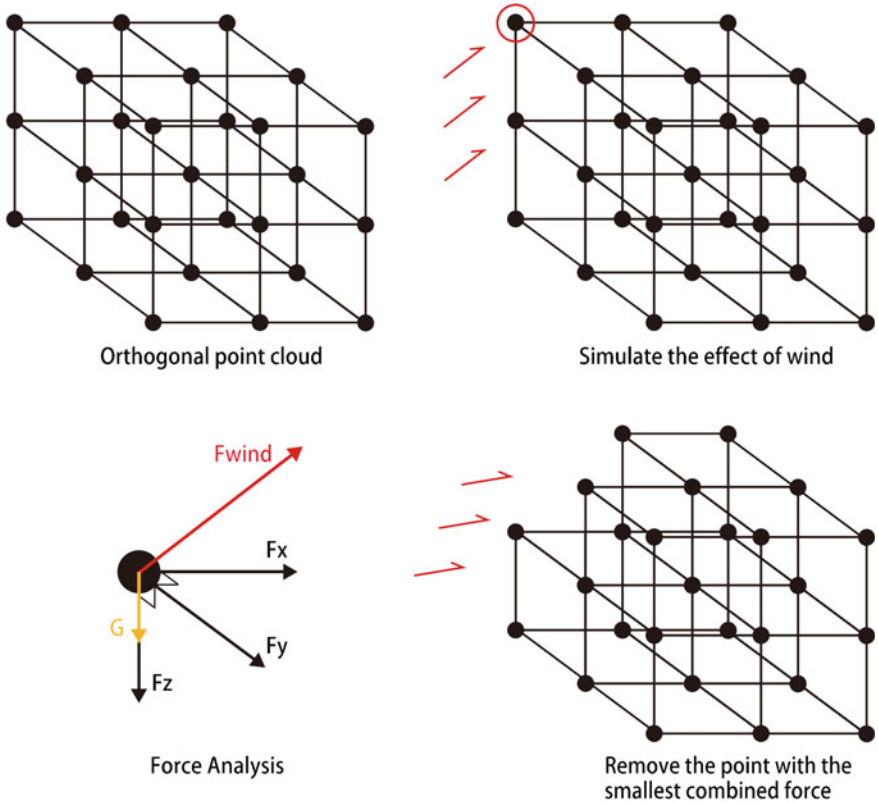 Orthogonal point cloud
Simulate the effect of wind
Fwind
Fx
G
Fy
Fz
Force Analysis
Remove the point with the
smallest combined force